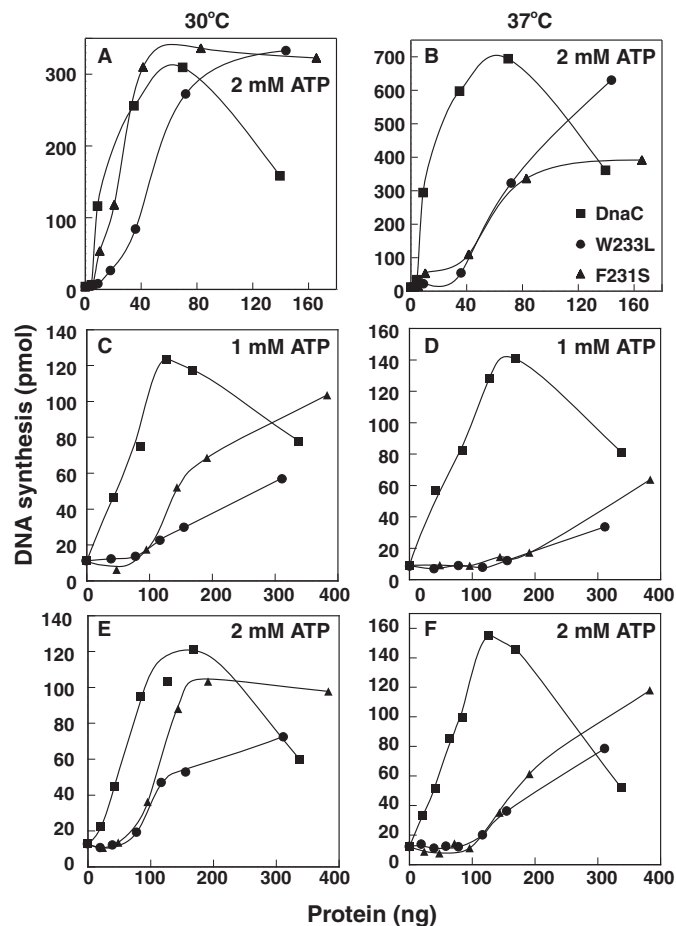 30°C 37°C
A 2 mM ATP
300
200
100
0
0 40 80 120 160
B 2 mM ATP
700
600
500
400
300
200
100
0
0 40 80 120 160
DnaC
W233L
F231S
C 1 mM ATP
140
120
100
80
60
40
20
0
0 100 200 300 400
D 1 mM ATP
160
140
120
100
80
60
40
20
0
0 100 200 300 400
E 2 mM ATP
140
120
100
80
60
40
20
0
0 100 200 300 400
F 2 mM ATP
160
140
120
100
80
60
40
20
0
0 100 200 300 400
DNA synthesis (pmol)
Protein (ng)